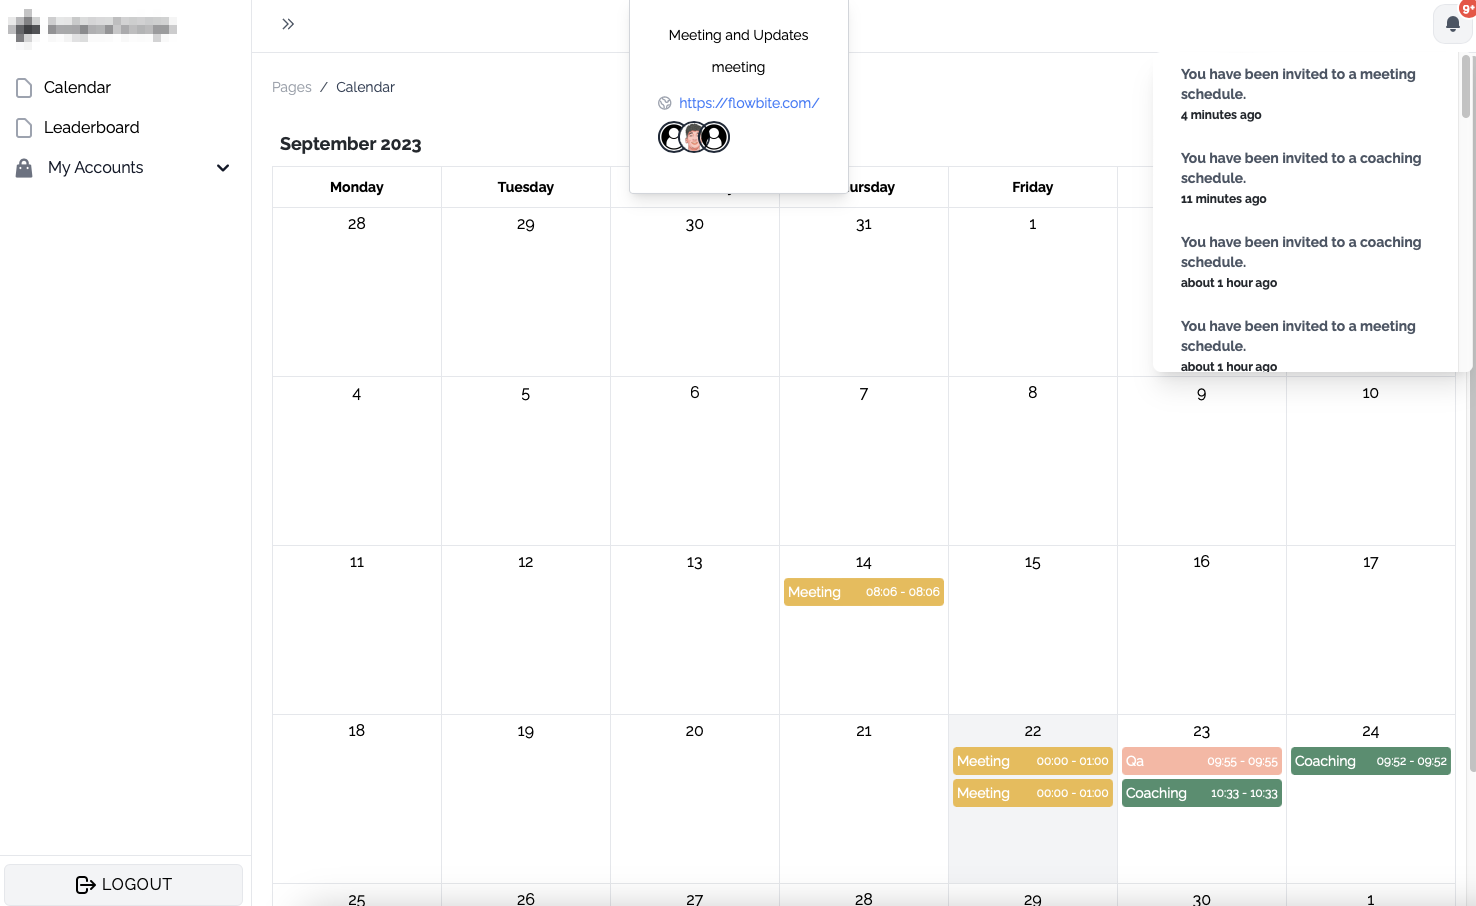 Calendar
Leaderboard
My Accounts
LOGOUT
Meeting and Updates
meeting
https://flowbite.com/
9+
You have been invited to a meeting
schedule.
4 minutes ago
You have been invited to a coaching
schedule.
11 minutes ago
You have been invited to a coaching
schedule.
about 1 hour ago
You have been invited to a meeting
schedule.
about 1 hour ago
Pages / Calendar
September 2023
Monday Tuesday ursday Friday
28 29 30 31 1
4 5 6 7 8 9 10
11 12 13 14 15 16 17
Meeting 08:06 - 08:06
18 19 20 21 22 23 24
Meeting 00:00 - 01:00 Qa 09:55 - 09:55 Coaching 09:52 - 09:52
Meeting 00:00 - 01:00 Coaching 10:33 - 10:33
25 26 27 28 29 30 1